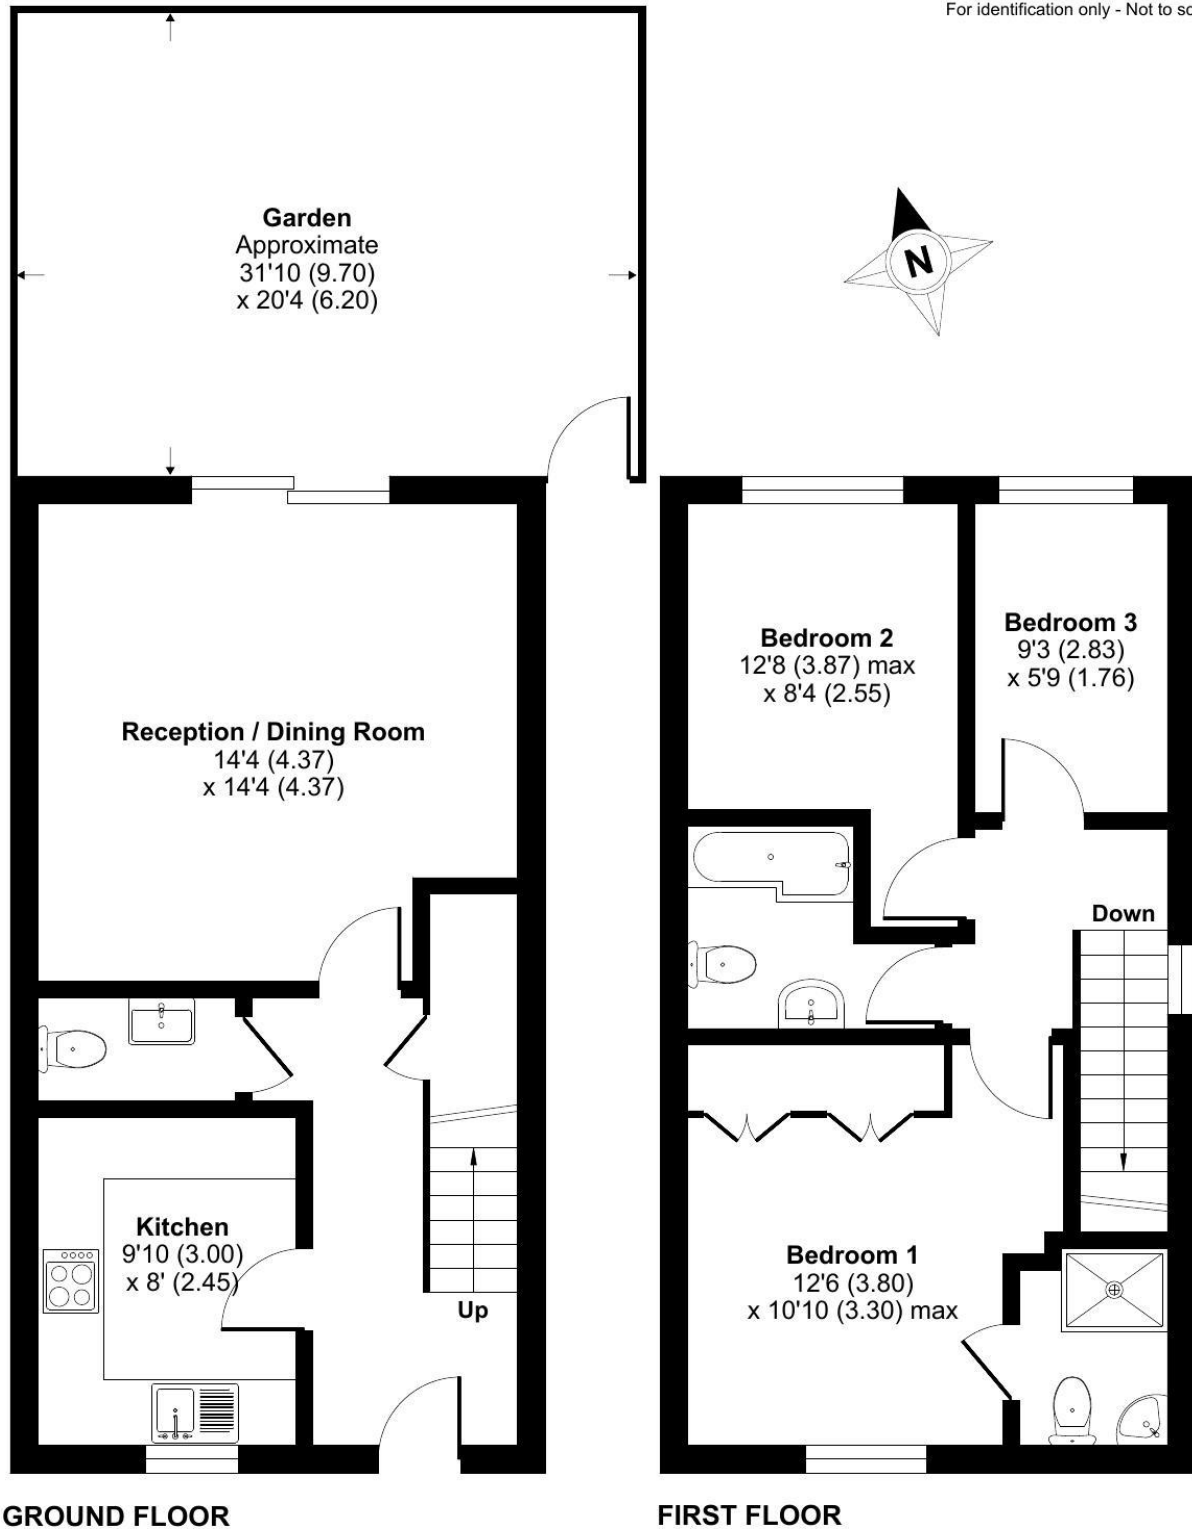 For identification only - Not to
Garden
Approximate
31'10 (9.70)
x 20'4 (6.20)
N
Bedroom 2
12'8 (3.87) max
x 8'4 (2.55)
Bedroom 3
9'3 (2.83)
x 5'9 (1.76)
Reception / Dining Room
14'4 (4.37)
x 14'4 (4.37)
Down
Kitchen
9'10 (3.00)
x 8' (2.45)
Up
Bedroom 1
12'6 (3.80)
x 10'10 (3.30) max
GROUND FLOOR
FIRST FLOOR